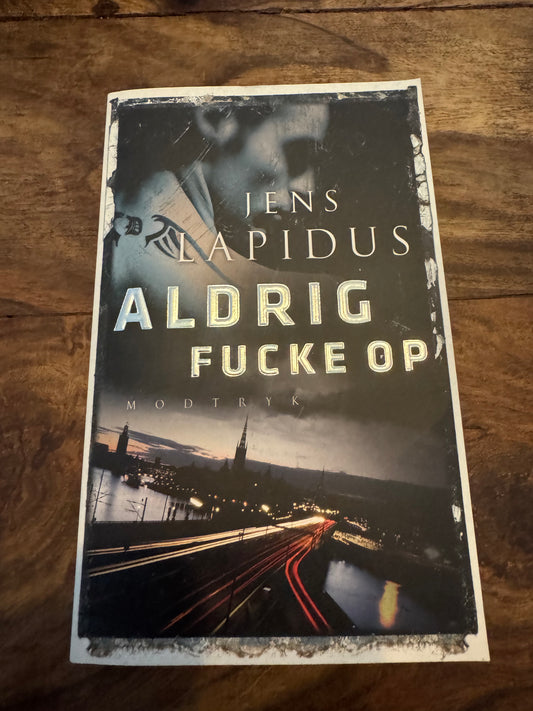 JENS
LAPIDUS
ALDRIG
FUCKE OP
MODTRYK